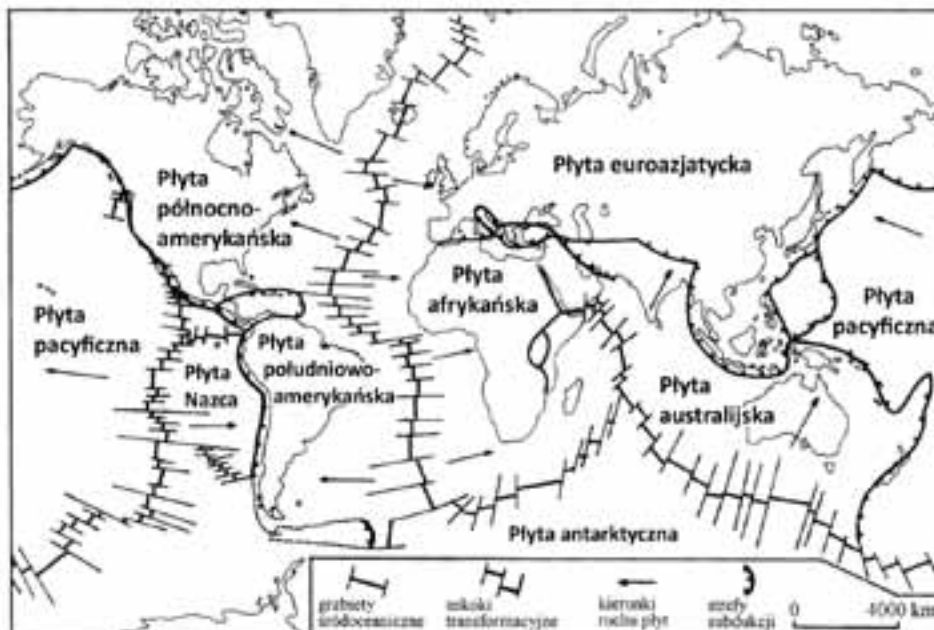 Płyta euroazjatycka
Płyta
północno-
amerykańska
Płyta
afrykańska
Płyta
pacyficzna
Płyta
pacyficzna
Płyta
Nazca
Płyta
południowo-
amerykańska
Płyta
australijska
Płyta antarktyczna
grzbiety
śródoceaniczne
uskoki
transformacyjne
kierunki
ruchu płyt
strefy
subdukcji
0 4000 km